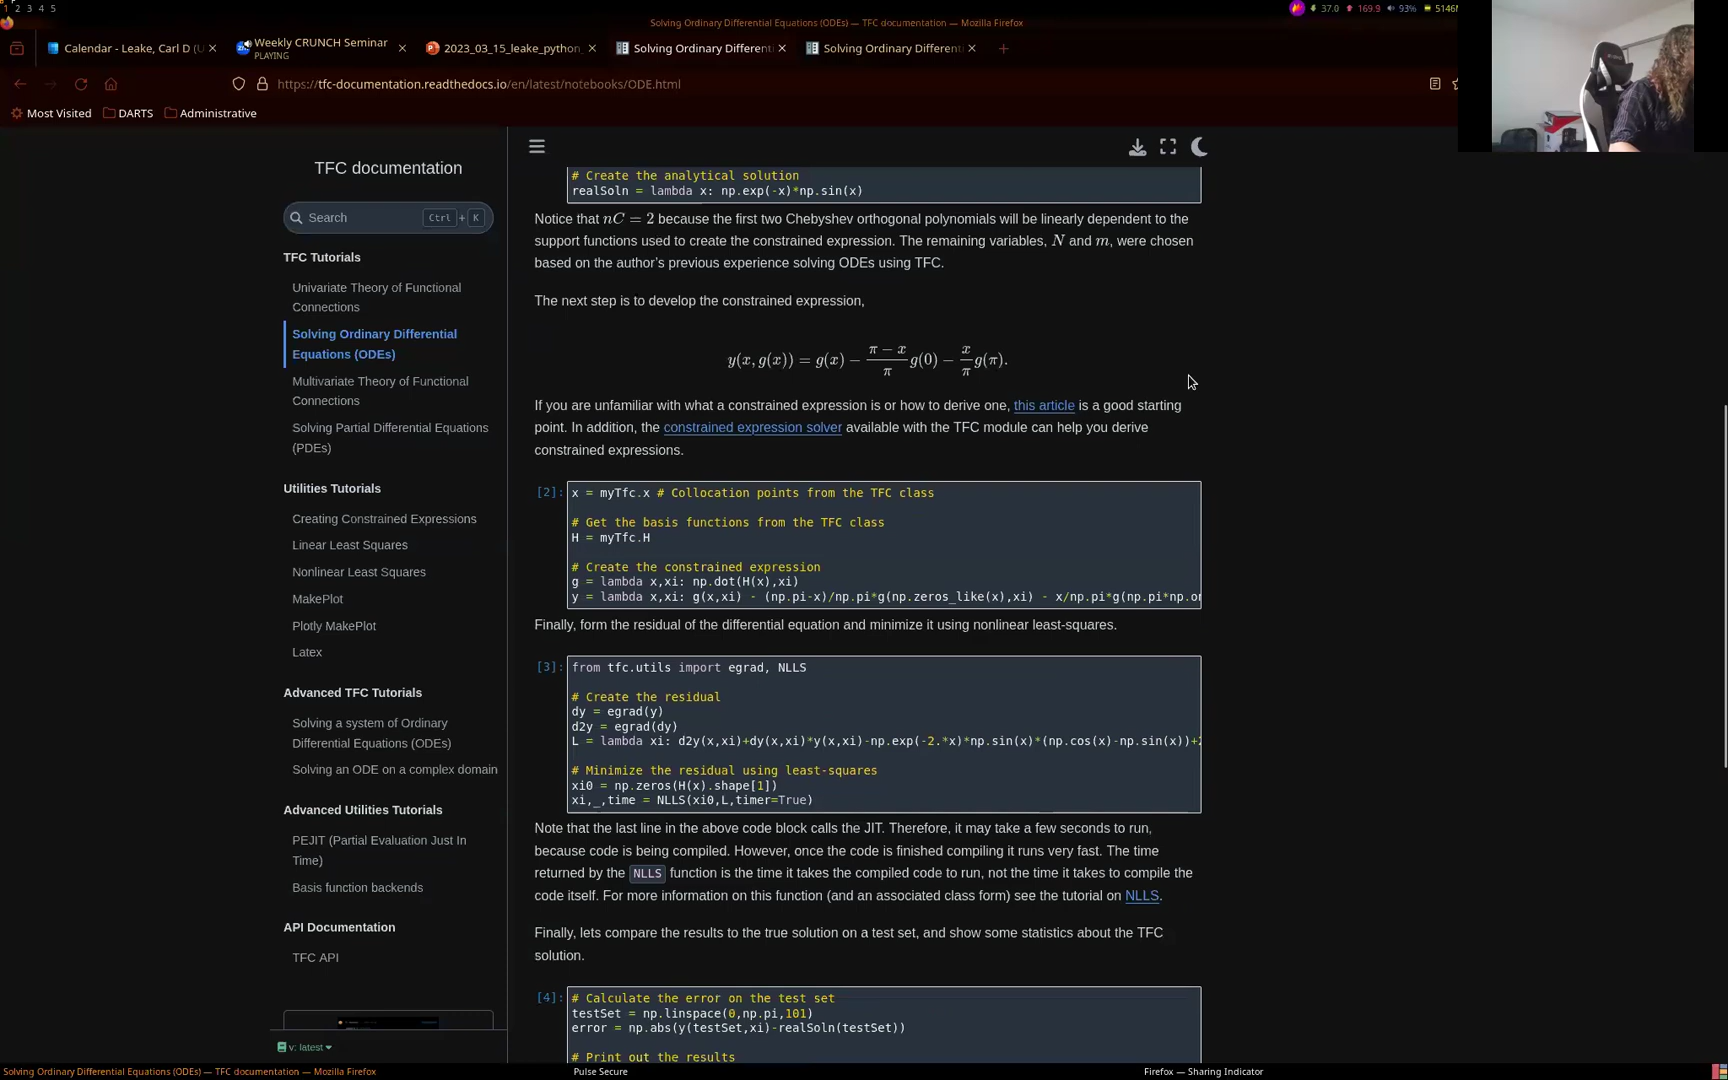 1 2 3 4 5
Solving Ordinary Differential Equations (ODEs) — TFC documentation — Mozilla Firefox
37.0 169.9 93% 5146M
Calendar - Leake, Carl D (U
Weekly CRUNCH Seminar
PLAYING
2023_03_15_leake_python_
Solving Ordinary Different
Solving Ordinary Different
https://tfc-documentation.readthedocs.io/en/latest/notebooks/ODE.html
Most Visited
DARTS
Administrative
TFC documentation
Search
Ctrl + K
TFC Tutorials
Univariate Theory of Functional
Connections
Solving Ordinary Differential
Equations (ODEs)
Multivariate Theory of Functional
Connections
Solving Partial Differential Equations
(PDEs)
Utilities Tutorials
Creating Constrained Expressions
Linear Least Squares
Nonlinear Least Squares
MakePlot
Plotly MakePlot
Latex
Advanced TFC Tutorials
Solving a system of Ordinary
Differential Equations (ODEs)
Solving an ODE on a complex domain
Advanced Utilities Tutorials
PEJIT (Partial Evaluation Just In
Time)
Basis function backends
API Documentation
TFC API
v: latest
# Create the analytical solution
realSoln = lambda x: np.exp(-x)*np.sin(x)
Notice that nC = 2 because the first two Chebyshev orthogonal polynomials will be linearly dependent to the
support functions used to create the constrained expression. The remaining variables, N and m, were chosen
based on the author's previous experience solving ODEs using TFC.
The next step is to develop the constrained expression,
y(x, g(x)) = g(x) − (π − x)/π g(0) − x/π g(π).
If you are unfamiliar with what a constrained expression is or how to derive one, this article is a good starting
point. In addition, the constrained expression solver available with the TFC module can help you derive
constrained expressions.
[2]:
x = myTfc.x # Collocation points from the TFC class
# Get the basis functions from the TFC class
H = myTfc.H
# Create the constrained expression
g = lambda x,xi: np.dot(H(x),xi)
y = lambda x,xi: g(x,xi) - (np.pi-x)/np.pi*g(np.zeros_like(x),xi) - x/np.pi*g(np.pi*np.on
Finally, form the residual of the differential equation and minimize it using nonlinear least-squares.
[3]:
from tfc.utils import egrad, NLLS
# Create the residual
dy = egrad(y)
d2y = egrad(dy)
L = lambda xi: d2y(x,xi)+dy(x,xi)*y(x,xi)-np.exp(-2.*x)*np.sin(x)*(np.cos(x)-np.sin(x))+2
# Minimize the residual using least-squares
xi0 = np.zeros(H(x).shape[1])
xi,_,time = NLLS(xi0,L,timer=True)
Note that the last line in the above code block calls the JIT. Therefore, it may take a few seconds to run,
because code is being compiled. However, once the code is finished compiling it runs very fast. The time
returned by the NLLS function is the time it takes the compiled code to run, not the time it takes to compile the
code itself. For more information on this function (and an associated class form) see the tutorial on NLLS.
Finally, lets compare the results to the true solution on a test set, and show some statistics about the TFC
solution.
[4]:
# Calculate the error on the test set
testSet = np.linspace(0,np.pi,101)
error = np.abs(y(testSet,xi)-realSoln(testSet))
# Print out the results
Solving Ordinary Differential Equations (ODEs) — TFC documentation — Mozilla Firefox
Pulse Secure
Firefox — Sharing Indicator